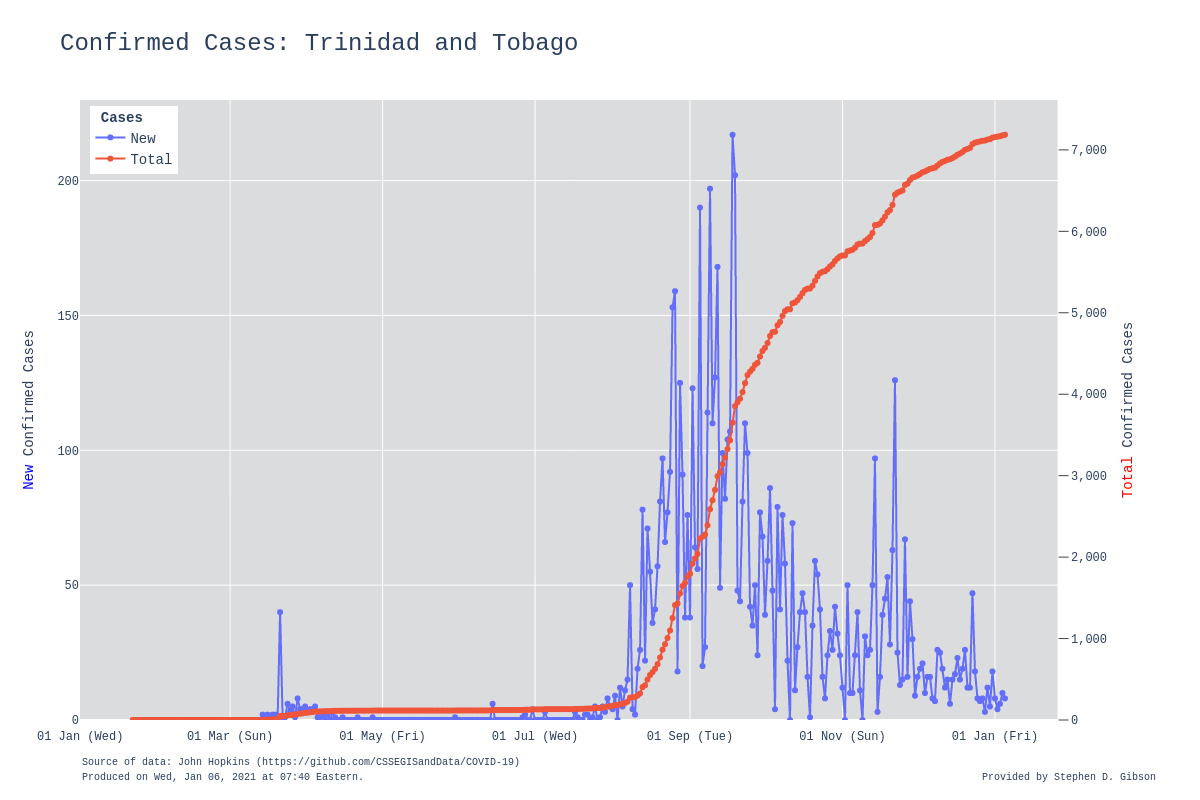 Confirmed Cases: Trinidad and Tobago
Cases
New
Total
200
150
100
50
0
7,000
6,000
5,000
4,000
3,000
2,000
1,000
0
New Confirmed Cases
Total Confirmed Cases
01 Jan (Wed) 01 Mar (Sun) 01 May (Fri) 01 Jul (Wed) 01 Sep (Tue) 01 Nov (Sun) 01 Jan (Fri)
Source of data: John Hopkins (https://github.com/CSSEGISandData/COVID-19)
Produced on Wed, Jan 06, 2021 at 07:40 Eastern.
Provided by Stephen D. Gibson